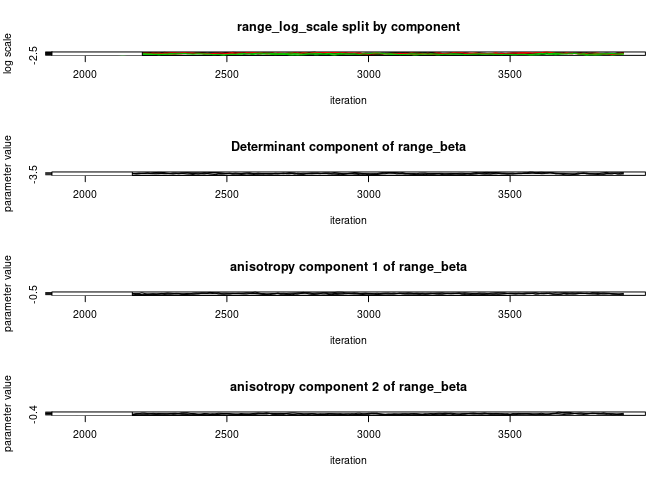 range_log_scale split by component
log scale
-2.5
2000 2500 3000 3500
iteration
Determinant component of range_beta
parameter value
-3.5
2000 2500 3000 3500
iteration
anisotropy component 1 of range_beta
parameter value
-0.5
2000 2500 3000 3500
iteration
anisotropy component 2 of range_beta
parameter value
-0.4
2000 2500 3000 3500
iteration